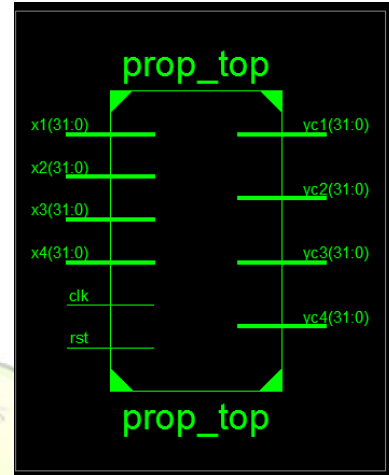 prop_top
x1(31:0)
yc1(31:0)
x2(31:0)
yc2(31:0)
x3(31:0)
yc3(31:0)
x4(31:0)
clk
yc4(31:0)
rst
prop_top